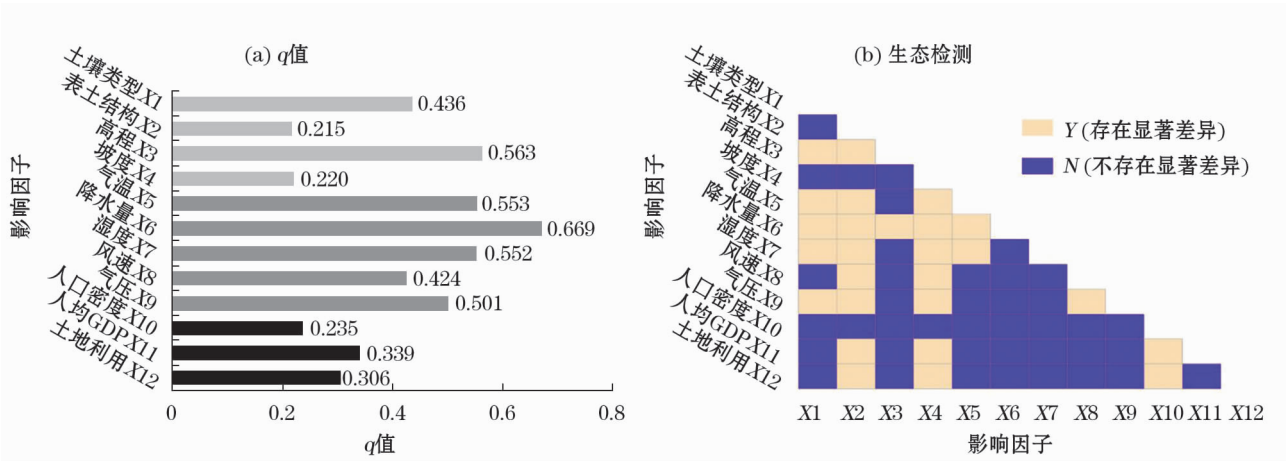 (a) q值
土壤类型X1
表土结构X2
高程X3
坡度X4
气温X5
降水量X6
湿度X7
风速X8
气压X9
人口密度X10
人均GDPX11
土地利用X12
影响因子
0.436
0.215
0.563
0.220
0.553
0.669
0.552
0.424
0.501
0.235
0.339
0.306
0 0.2 0.4 0.6 0.8
q值
(b) 生态检测
土壤类型X1
表土结构X2
高程X3
坡度X4
气温X5
降水量X6
湿度X7
风速X8
气压X9
人口密度X10
人均GDPX11
土地利用X12
影响因子
Y (存在显著差异)
N (不存在显著差异)
X1 X2 X3 X4 X5 X6 X7 X8 X9 X10 X11 X12
影响因子